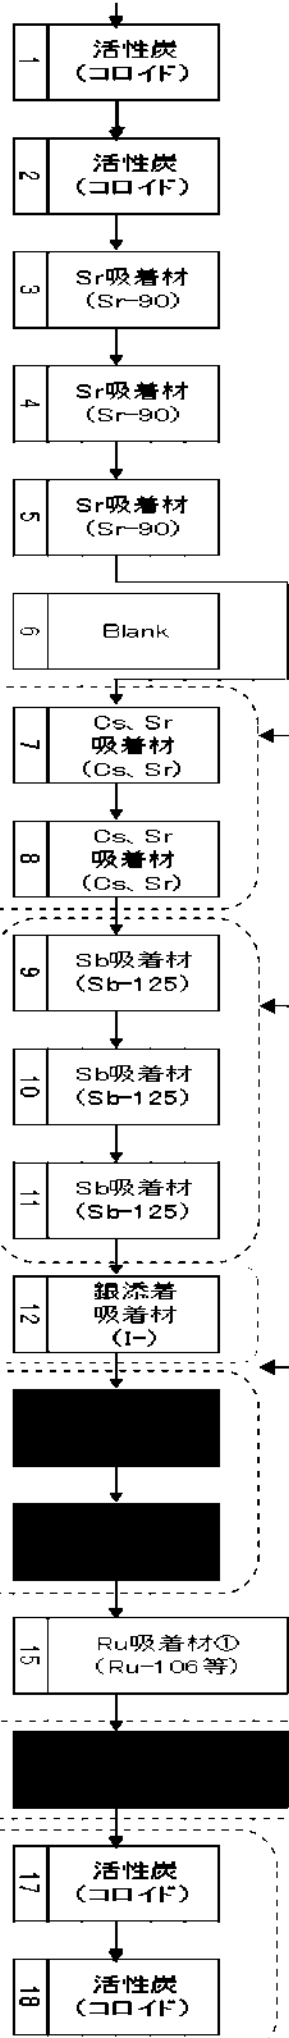 1
活性炭
(コロイド)
2
活性炭
(コロイド)
3
Sr吸着材
(Sr-90)
4
Sr吸着材
(Sr-90)
5
Sr吸着材
(Sr-90)
6
Blank
7
Cs、Sr
吸着材
(Cs、Sr)
8
Cs、Sr
吸着材
(Cs、Sr)
9
Sb吸着材
(Sb-125)
10
Sb吸着材
(Sb-125)
11
Sb吸着材
(Sb-125)
12
銀添着
吸着材
(I-)
15
Ru吸着材①
(Ru-106等)
17
活性炭
(コロイド)
18
活性炭
(コロイド)